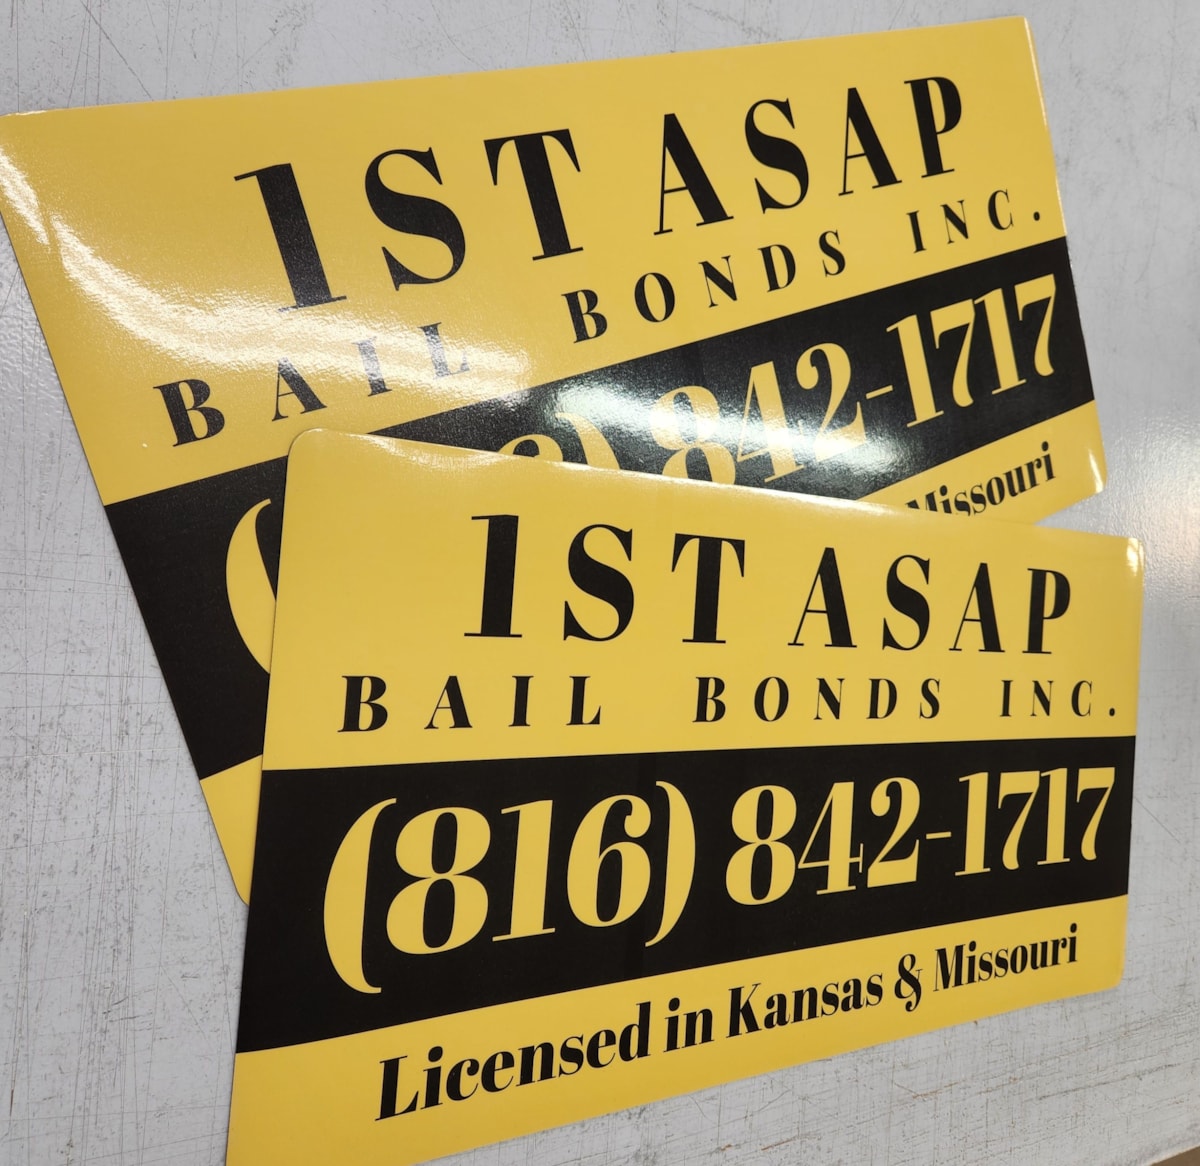 1ST ASAP
BAIL BONDS INC.
842-1717
Missouri
1ST ASAP
BAIL BONDS INC.
(816) 842-1717
Licensed in Kansas & Missouri